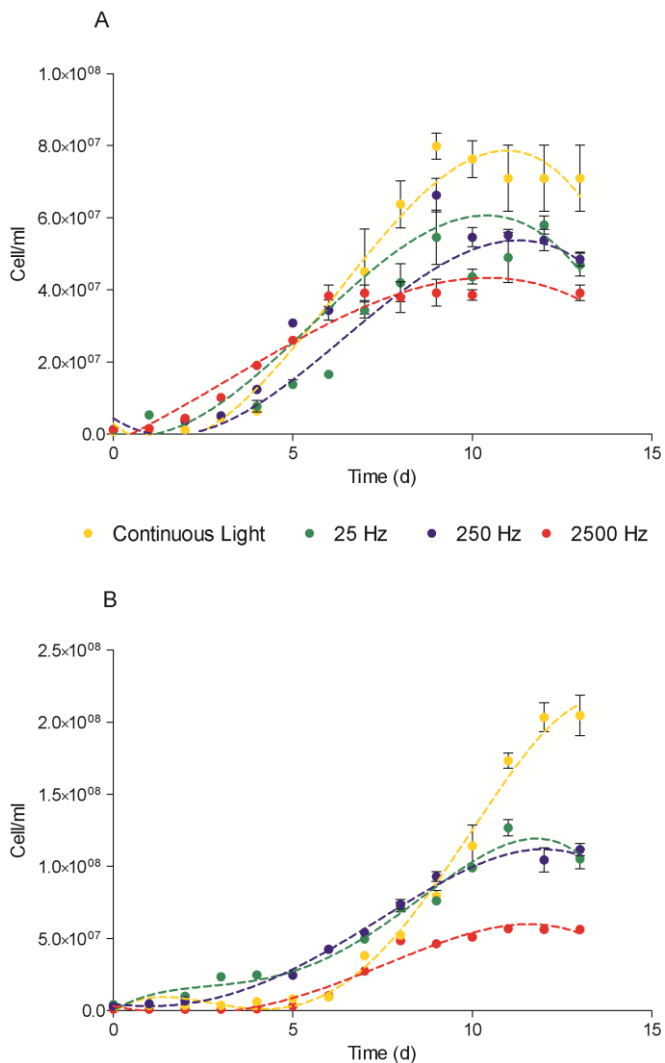 A
1.0×10⁰⁸
8.0×10⁰⁷
6.0×10⁰⁷
4.0×10⁰⁷
2.0×10⁰⁷
0.0
Cell/ml
0 5 10 15
Time (d)
Continuous Light 25 Hz 250 Hz 2500 Hz
B
2.5×10⁰⁸
2.0×10⁰⁸
1.5×10⁰⁸
1.0×10⁰⁸
5.0×10⁰⁷
0.0
Cell/ml
0 5 10 15
Time (d)